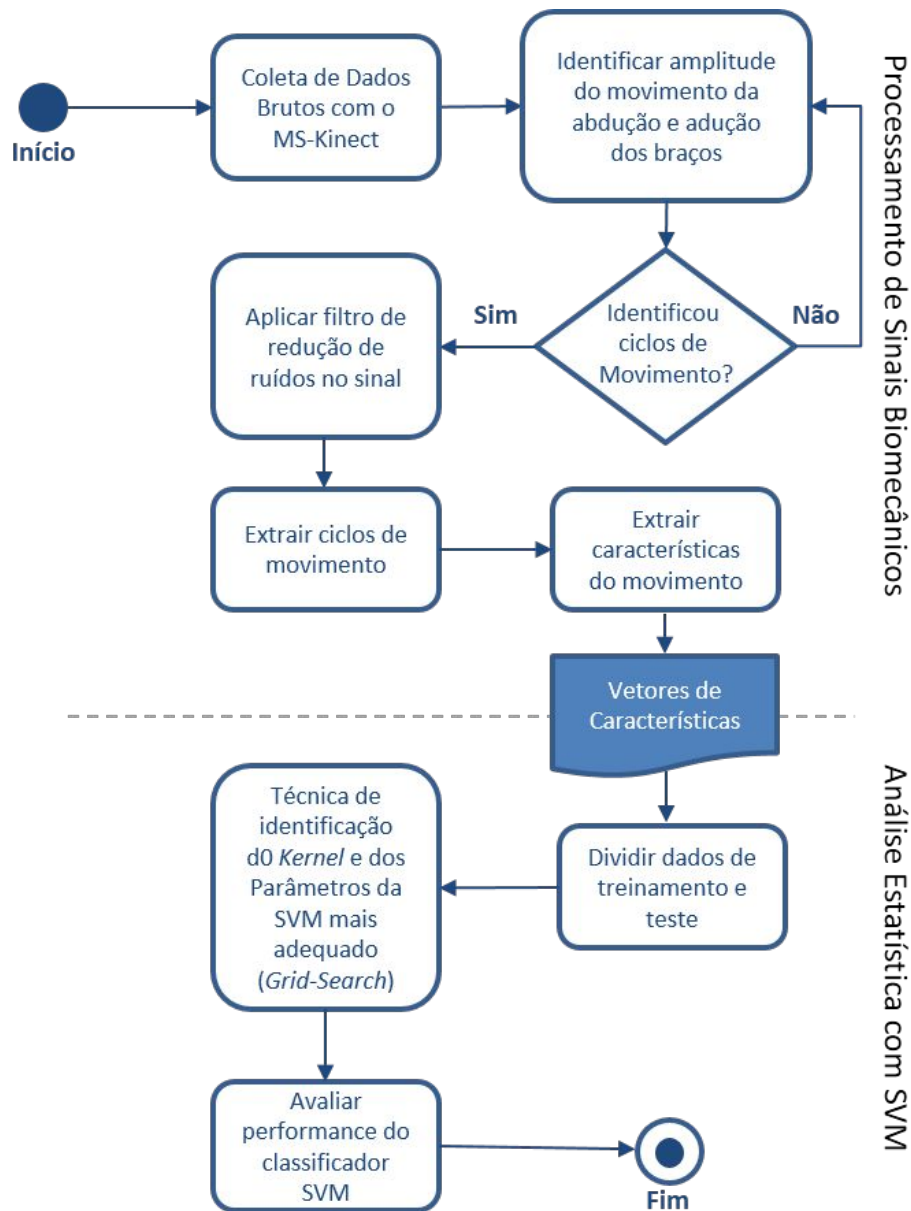 Início
Coleta de Dados
Brutos com o
MS-Kinect
Identificar amplitude
do movimento da
abdução e adução
dos braços
Identificou
ciclos de
Movimento?
Sim
Não
Aplicar filtro de
redução de
ruídos no sinal
Extrair ciclos de
movimento
Extrair
características
do movimento
Vetores de
Características
Dividir dados de
treinamento e
teste
Técnica de
identificação
d0 Kernel e dos
Parâmetros da
SVM mais
adequado
(Grid-Search)
Avaliar
performance do
classificador
SVM
Fim
Processamento de Sinais Biomecânicos
Análise Estatística com SVM